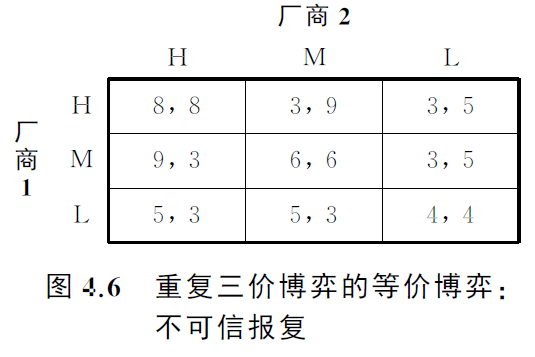 厂商 2
H M L
厂商1
H 8，8 3，9 3，5
M 9，3 6，6 3，5
L 5，3 5，3 4，4
图 4.6 重复三价博弈的等价博弈：
不可信报复